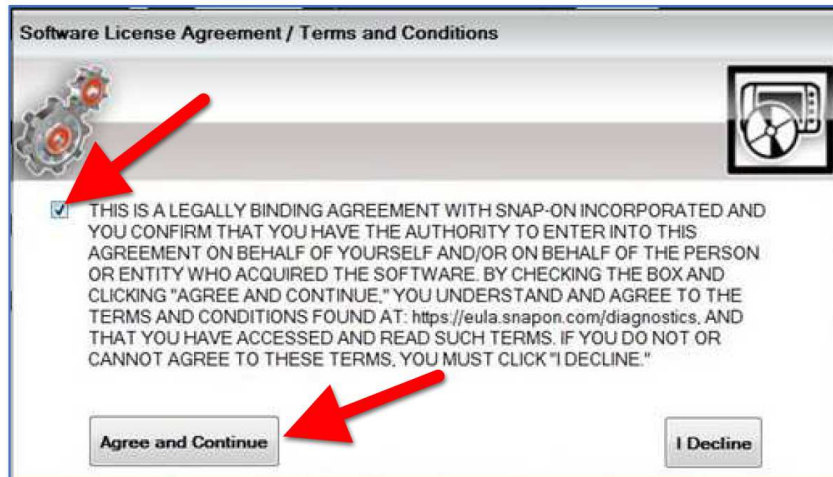 Software License Agreement / Terms and Conditions
THIS IS A LEGALLY BINDING AGREEMENT WITH SNAP-ON INCORPORATED AND
YOU CONFIRM THAT YOU HAVE THE AUTHORITY TO ENTER INTO THIS
AGREEMENT ON BEHALF OF YOURSELF AND/OR ON BEHALF OF THE PERSON
OR ENTITY WHO ACQUIRED THE SOFTWARE. BY CHECKING THE BOX AND
CLICKING "AGREE AND CONTINUE," YOU UNDERSTAND AND AGREE TO THE
TERMS AND CONDITIONS FOUND AT: https://eula.snapon.com/diagnostics, AND
THAT YOU HAVE ACCESSED AND READ SUCH TERMS. IF YOU DO NOT OR
CANNOT AGREE TO THESE TERMS, YOU MUST CLICK "I DECLINE."
Agree and Continue
I Decline